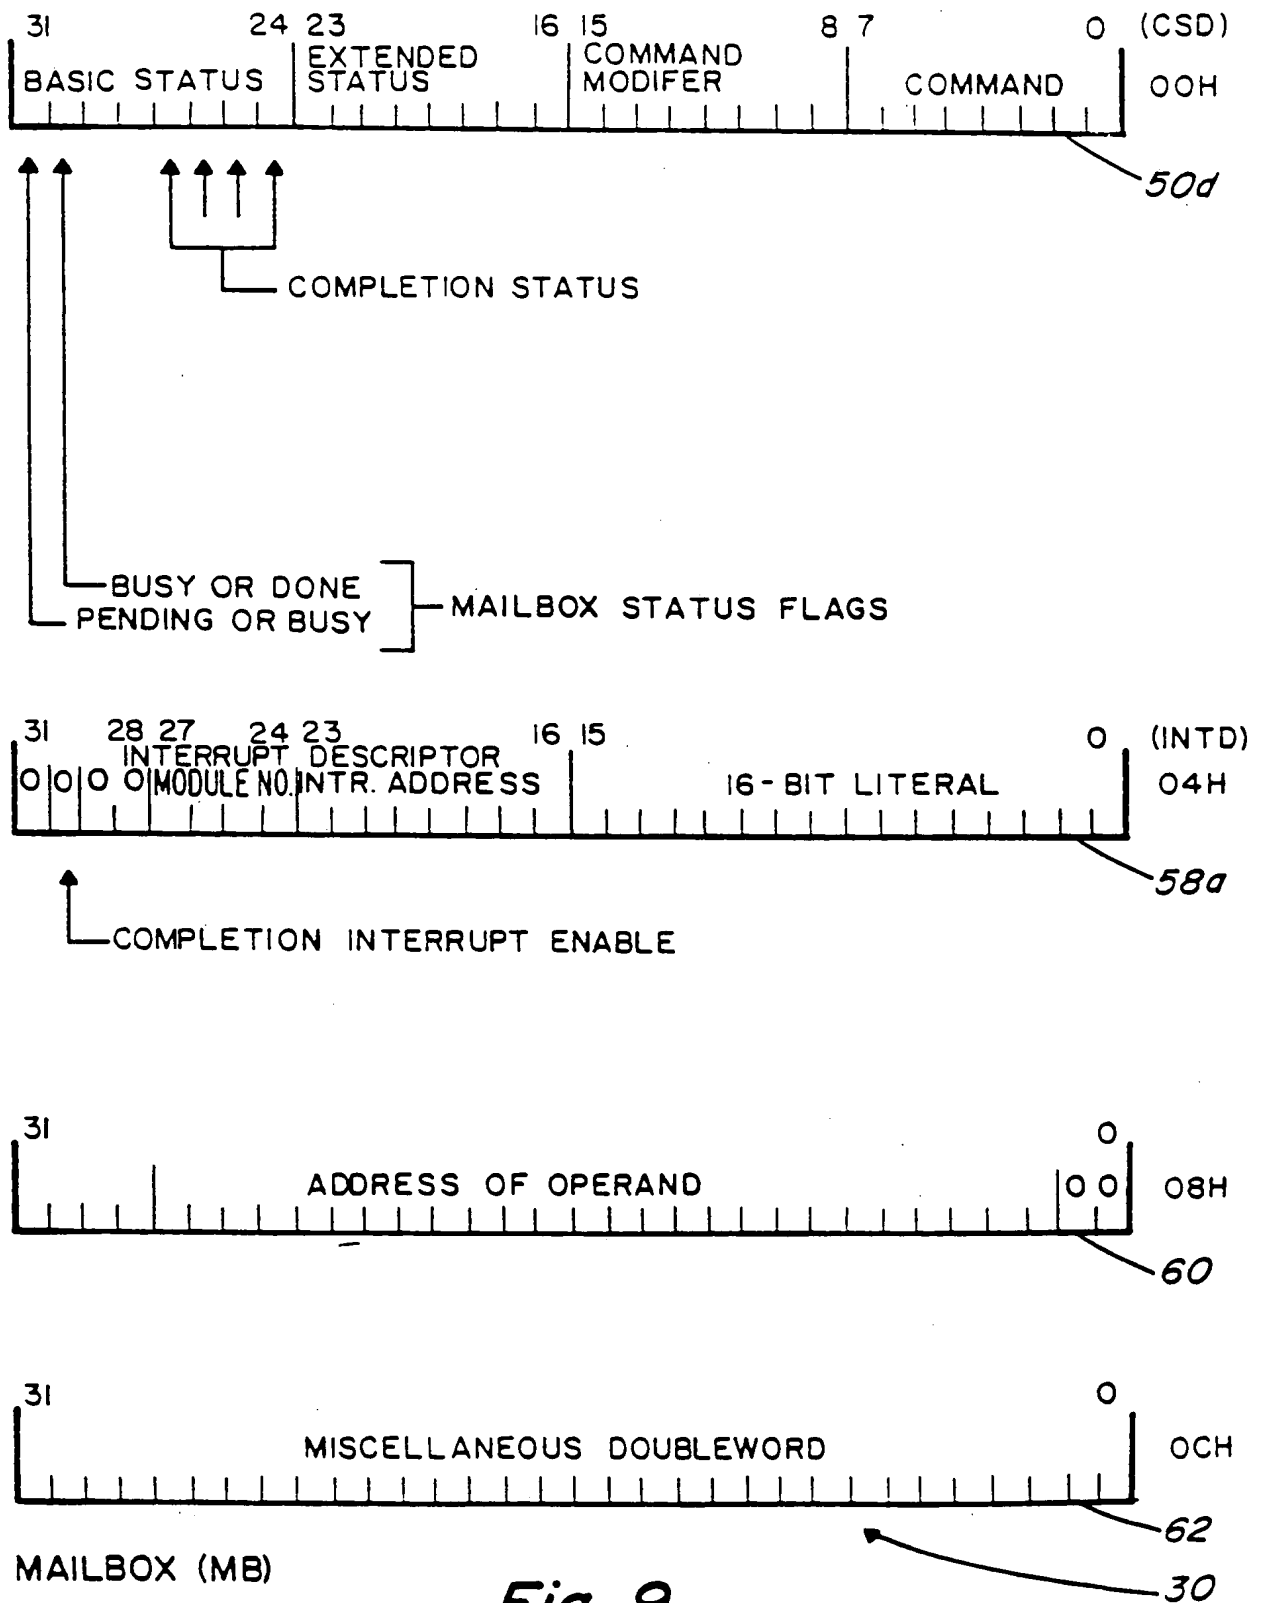 31 24 23 16 15 8 7 0 (CSD)
BASIC STATUS EXTENDED STATUS COMMAND MODIFER COMMAND 00H
50d
COMPLETION STATUS
BUSY OR DONE
PENDING OR BUSY
MAILBOX STATUS FLAGS
31 28 27 24 23 16 15 0 (INTD)
INTERRUPT DESCRIPTOR
0 0 0 0 MODULE NO. INTR. ADDRESS 16-BIT LITERAL 04H
58a
COMPLETION INTERRUPT ENABLE
31 0
ADDRESS OF OPERAND 0 0 08H
60
31 0
MISCELLANEOUS DOUBLEWORD 0CH
62
MAILBOX (MB)
30
Fig. 9